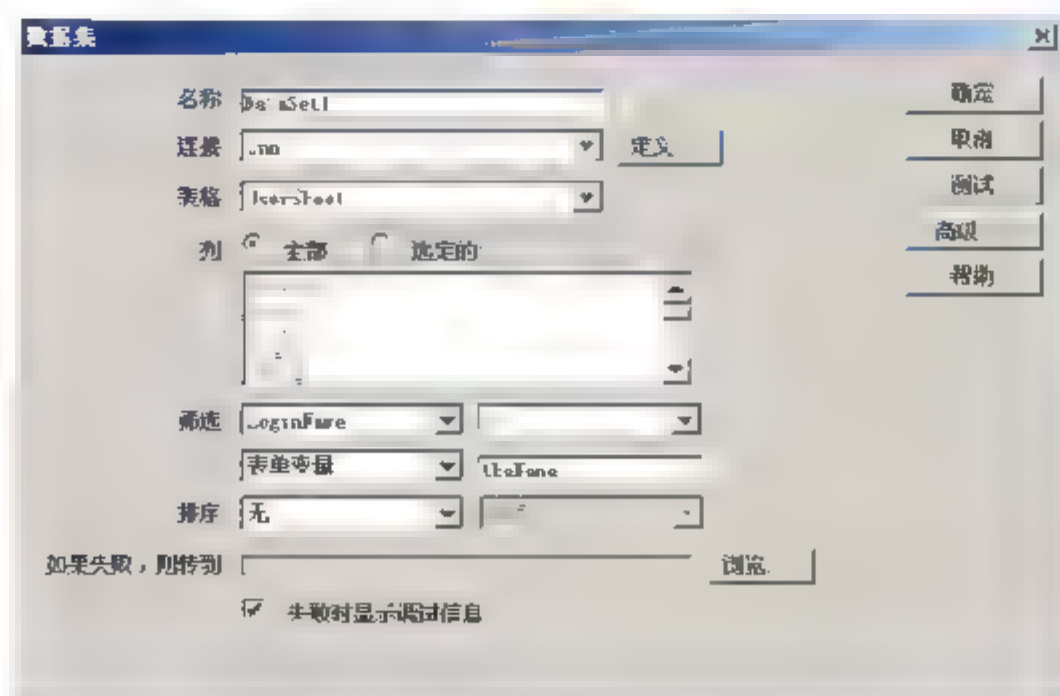 数据集
名称 DataSet1 确定
连接 定义 取消
表格 测试
列 全部 选定的: 高级
帮助
筛选 LoginName
表单变量
排序 无
如果失败，则转到 浏览
失败时显示调试信息